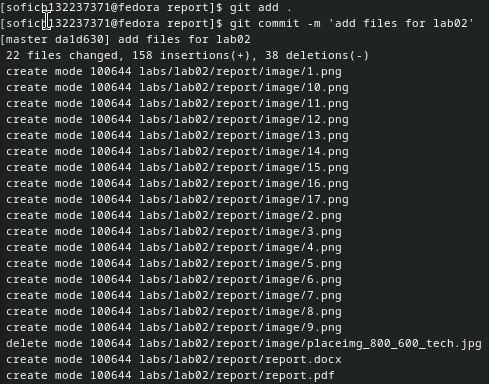 [sofich132237371@fedora report]$ git add .
[sofich132237371@fedora report]$ git commit -m 'add files for lab02'
[master da1d630] add files for lab02
 22 files changed, 158 insertions(+), 38 deletions(-)
 create mode 100644 labs/lab02/report/image/1.png
 create mode 100644 labs/lab02/report/image/10.png
 create mode 100644 labs/lab02/report/image/11.png
 create mode 100644 labs/lab02/report/image/12.png
 create mode 100644 labs/lab02/report/image/13.png
 create mode 100644 labs/lab02/report/image/14.png
 create mode 100644 labs/lab02/report/image/15.png
 create mode 100644 labs/lab02/report/image/16.png
 create mode 100644 labs/lab02/report/image/17.png
 create mode 100644 labs/lab02/report/image/2.png
 create mode 100644 labs/lab02/report/image/3.png
 create mode 100644 labs/lab02/report/image/4.png
 create mode 100644 labs/lab02/report/image/5.png
 create mode 100644 labs/lab02/report/image/6.png
 create mode 100644 labs/lab02/report/image/7.png
 create mode 100644 labs/lab02/report/image/8.png
 create mode 100644 labs/lab02/report/image/9.png
 delete mode 100644 labs/lab02/report/image/placeimg_800_600_tech.jpg
 create mode 100644 labs/lab02/report/report.docx
 create mode 100644 labs/lab02/report/report.pdf